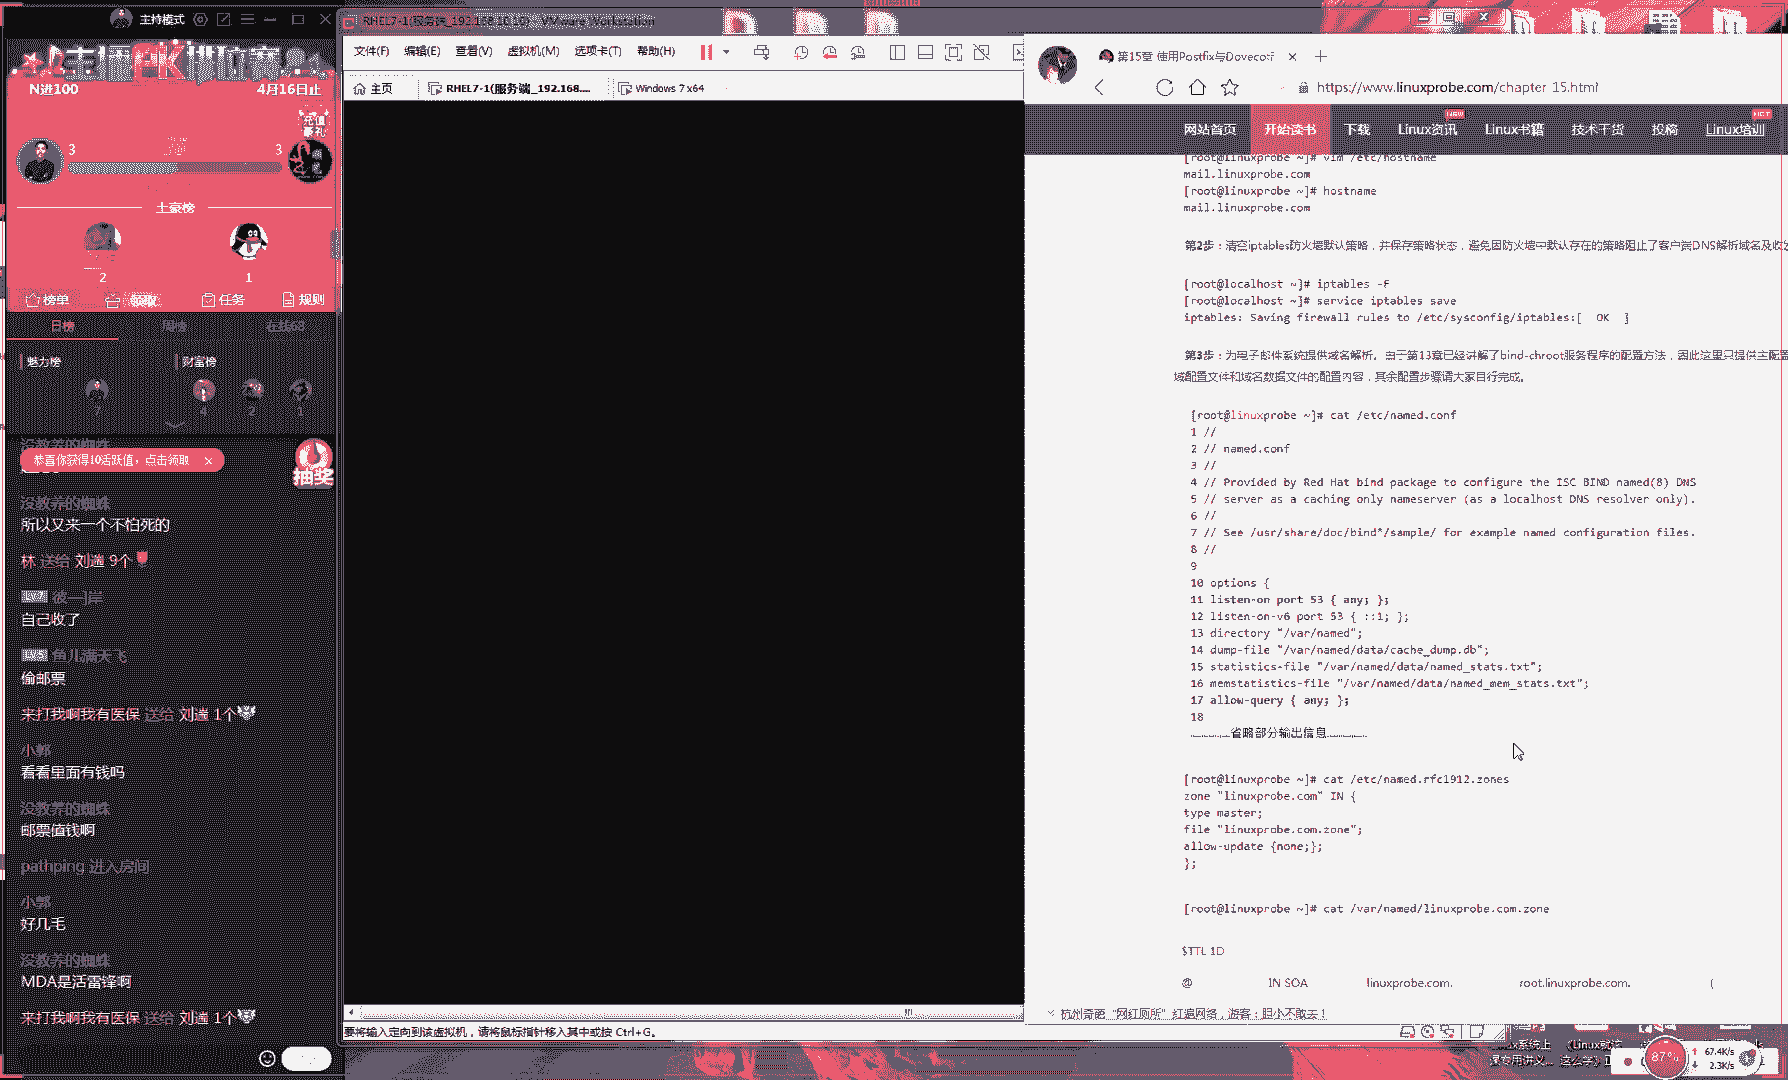 主持模式
N进100
4月16日止
3
3
土豪榜
2
1
榜单
领取
任务
规则
日榜
周榜
在线63
魅力榜
财富榜
7
4
2
1
恭喜你获得10活跃值，点击领取
抽奖
没教养的蜘蛛
所以又来一个不怕死的
林 送给 刘遄 9个
自己收了
Lv5 鱼儿满天飞
偷邮票
来打我啊我有医保 送给 刘遄 1个
小郭
看看里面有钱吗
没教养的蜘蛛
邮票值钱啊
pathping 进入房间
小郭
好几毛
没教养的蜘蛛
MDA是活雷锋啊
来打我啊我有医保 送给 刘遄 1个
文件(F) 编辑(E) 查看(V) 虚拟机(M) 选项卡(T) 帮助(H)
主页
RHEL7-1(服务端_192.168....
Windows 7 x64
要将输入定向到该虚拟机，请将鼠标指针移入其中或按 Ctrl+G。
第15章 使用Postfix与Dovecot
https://www.linuxprobe.com/chapter-15.html
网站首页 开始读书 下载 Linux资讯 Linux书籍 技术干货 投稿 Linux培训
[root@linuxprobe ~]# vim /etc/hostname
mail.linuxprobe.com
[root@linuxprobe ~]# hostname
mail.linuxprobe.com
第2步：清空iptables防火墙默认策略，并保存策略状态，避免因防火墙中默认存在的策略阻止了客户端DNS解析域名及收发
[root@localhost ~]# iptables -F
[root@localhost ~]# service iptables save
iptables: Saving firewall rules to /etc/sysconfig/iptables:[ OK ]
第3步：为电子邮件系统提供域名解析。由于第13章已经讲解了bind-chroot服务程序的配置方法，因此这里只提供主配置
域配置文件和域名数据文件的配置内容，其余配置步骤请大家自行完成。
[root@linuxprobe ~]# cat /etc/named.conf
1 //
2 // named.conf
3 //
4 // Provided by Red Hat bind package to configure the ISC BIND named(8) DNS
5 // server as a caching only nameserver (as a localhost DNS resolver only).
6 //
7 // See /usr/share/doc/bind*/sample/ for example named configuration files.
8 //
9
10 options {
11 listen-on port 53 { any; };
12 listen-on-v6 port 53 { ::1; };
13 directory "/var/named";
14 dump-file "/var/named/data/cache_dump.db";
15 statistics-file "/var/named/data/named_stats.txt";
16 memstatistics-file "/var/named/data/named_mem_stats.txt";
17 allow-query { any; };
18
………………省略部分输出信息………………
[root@linuxprobe ~]# cat /etc/named.rfc1912.zones
zone "linuxprobe.com" IN {
type master;
file "linuxprobe.com.zone";
allow-update {none;};
};
[root@linuxprobe ~]# cat /var/named/linuxprobe.com.zone
$TTL 1D
@ IN SOA linuxprobe.com. root.linuxprobe.com. (
杭州奇葩“网红厕所”红遍网络，游客：胆小不敢去！
87%
67.4K/s
2.3K/s